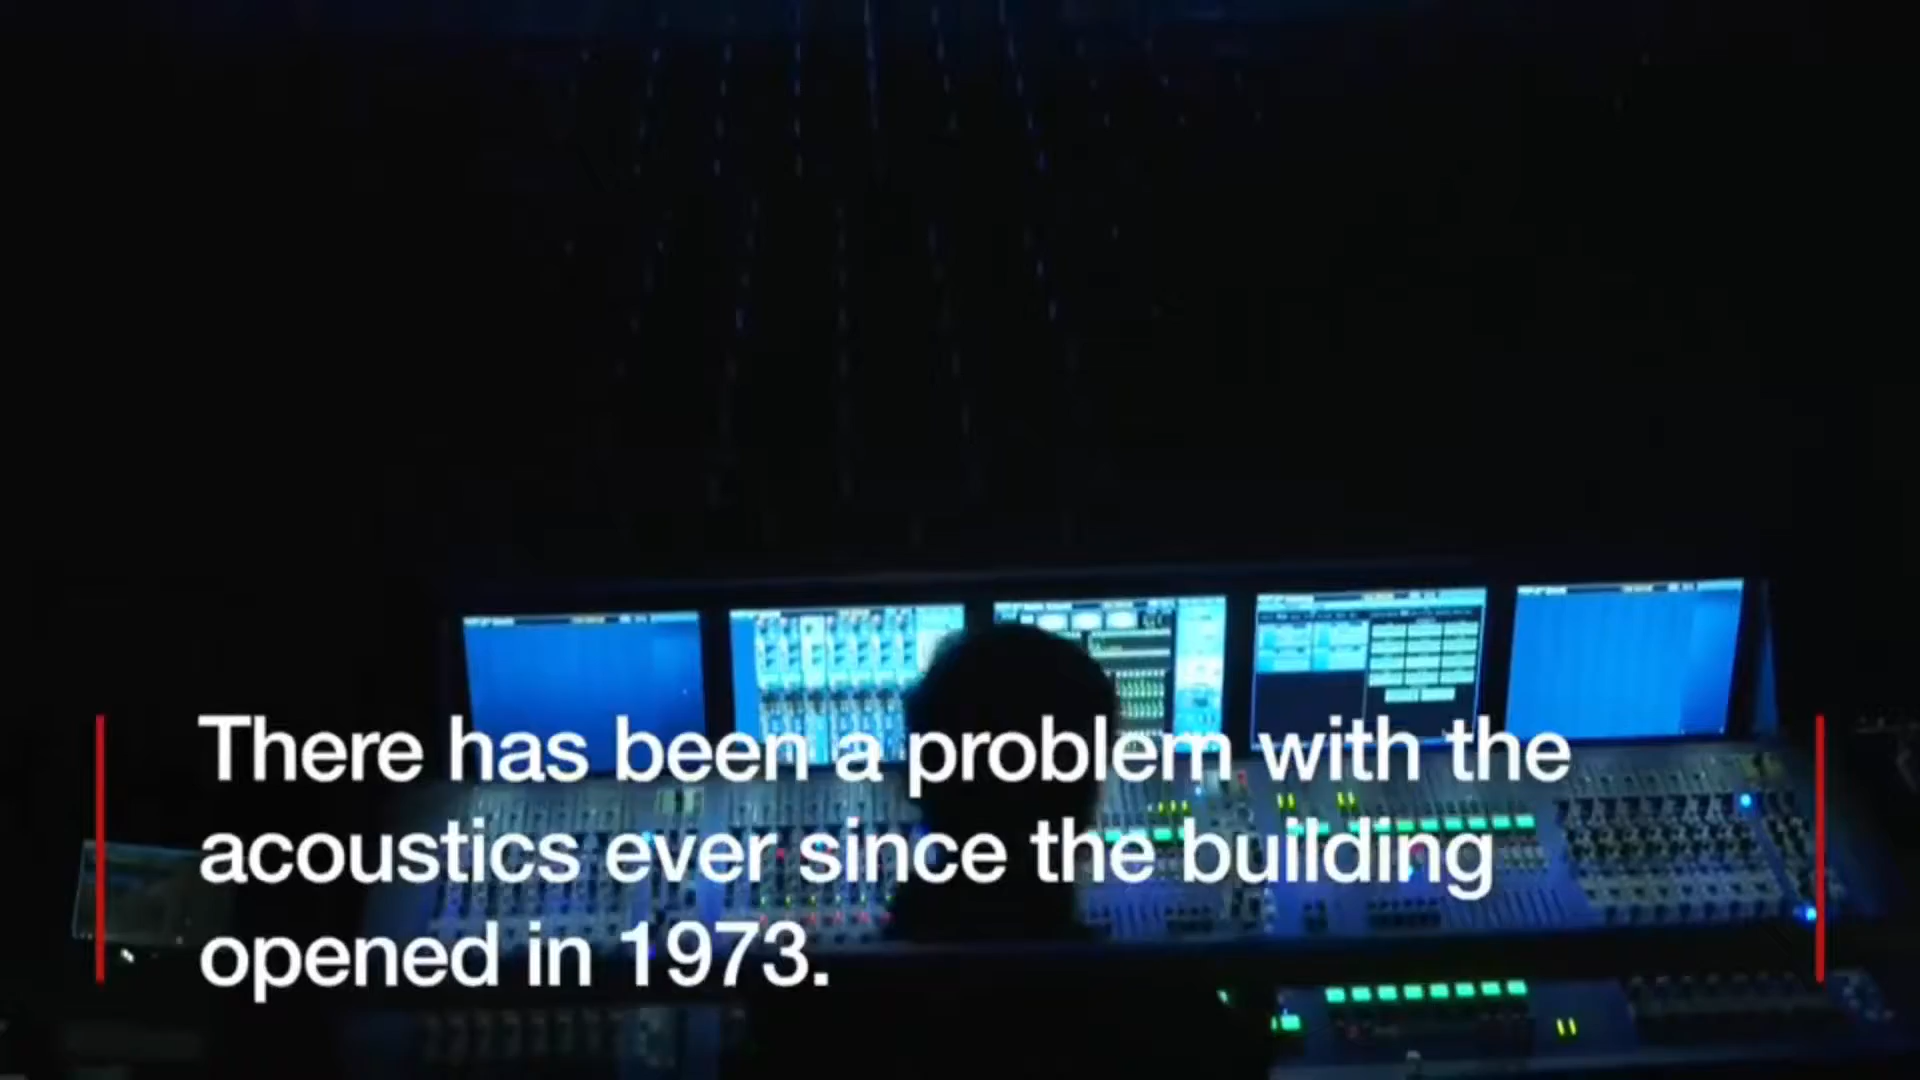 There has been a problem with the
acoustics ever since the building
opened in 1973.